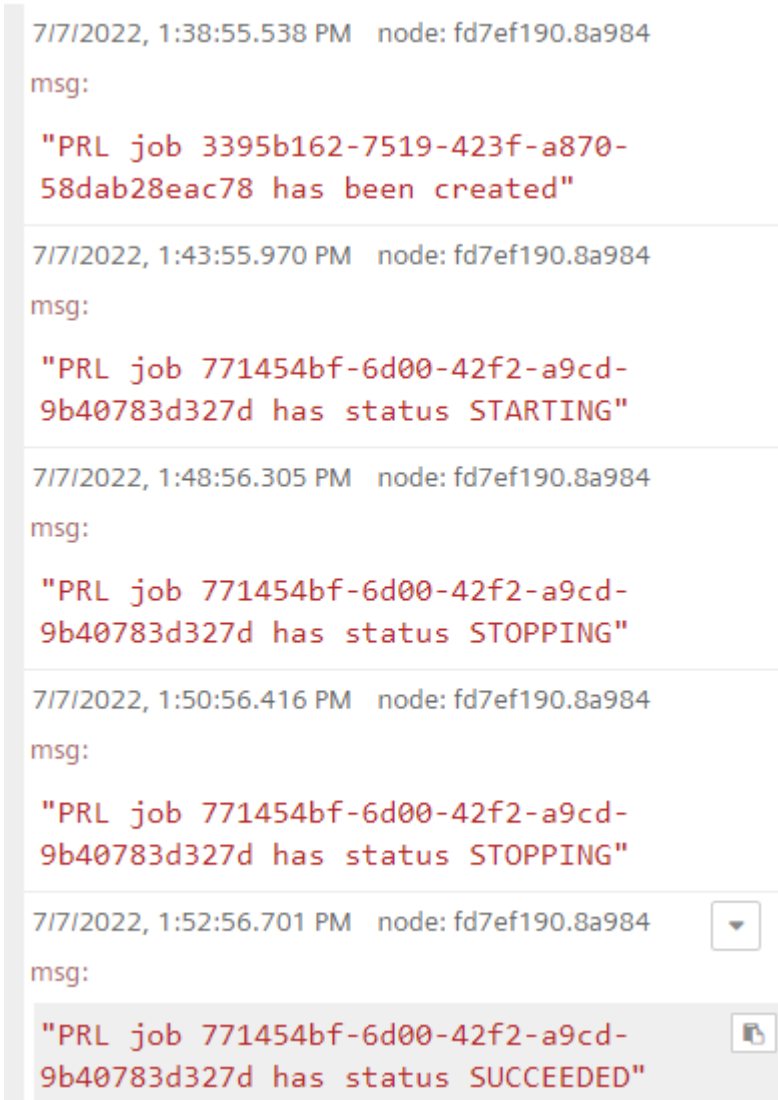 7/7/2022, 1:38:55.538 PM node: fd7ef190.8a984
msg:
"PRL job 3395b162-7519-423f-a870-
58dab28eac78 has been created"
7/7/2022, 1:43:55.970 PM node: fd7ef190.8a984
msg:
"PRL job 771454bf-6d00-42f2-a9cd-
9b40783d327d has status STARTING"
7/7/2022, 1:48:56.305 PM node: fd7ef190.8a984
msg:
"PRL job 771454bf-6d00-42f2-a9cd-
9b40783d327d has status STOPPING"
7/7/2022, 1:50:56.416 PM node: fd7ef190.8a984
msg:
"PRL job 771454bf-6d00-42f2-a9cd-
9b40783d327d has status STOPPING"
7/7/2022, 1:52:56.701 PM node: fd7ef190.8a984
msg:
"PRL job 771454bf-6d00-42f2-a9cd-
9b40783d327d has status SUCCEEDED"